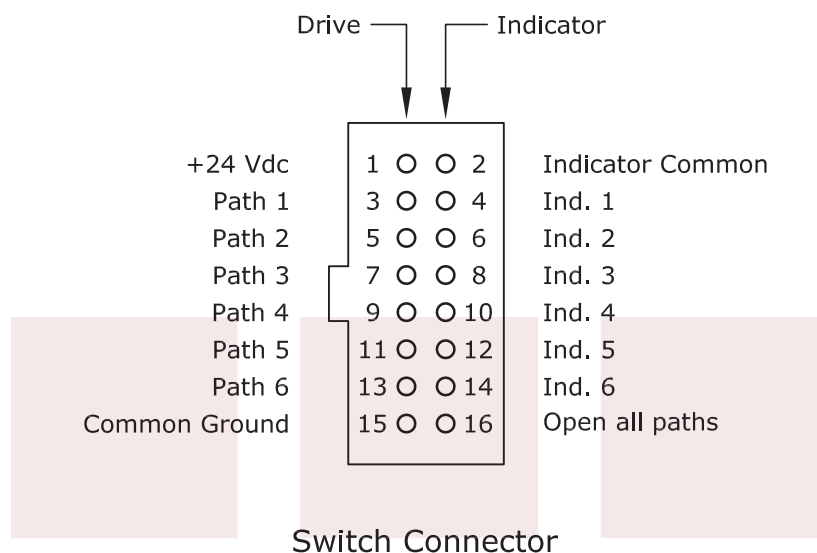 Drive Indicator
+24 Vdc 1 2 Indicator Common
Path 1 3 4 Ind. 1
Path 2 5 6 Ind. 2
Path 3 7 8 Ind. 3
Path 4 9 10 Ind. 4
Path 5 11 12 Ind. 5
Path 6 13 14 Ind. 6
Common Ground 15 16 Open all paths
Switch Connector